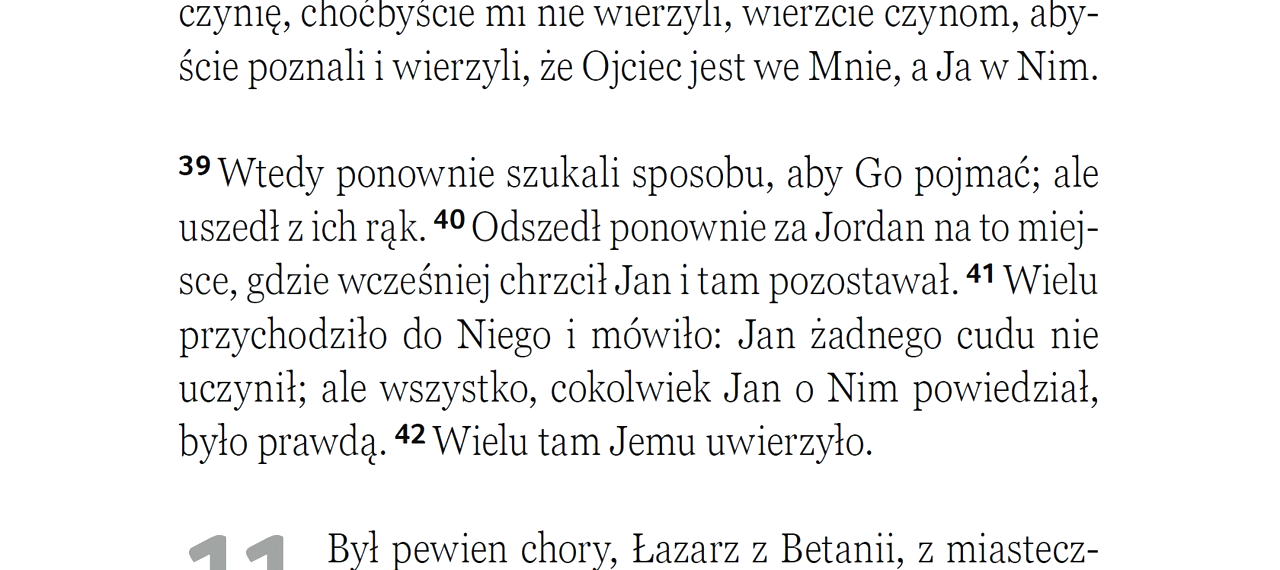 czynię, choćbyście mi nie wierzyli, wierzcie czynom, aby-
ście poznali i wierzyli, że Ojciec jest we Mnie, a Ja w Nim.
39 Wtedy ponownie szukali sposobu, aby Go pojmać; ale
uszedł z ich rąk. 40 Odszedł ponownie za Jordan na to miej-
sce, gdzie wcześniej chrzcił Jan i tam pozostawał. 41 Wielu
przychodziło do Niego i mówiło: Jan żadnego cudu nie
uczynił; ale wszystko, cokolwiek Jan o Nim powiedział,
było prawdą. 42 Wielu tam Jemu uwierzyło.
11 Był pewien chory, Łazarz z Betanii, z miastecz-